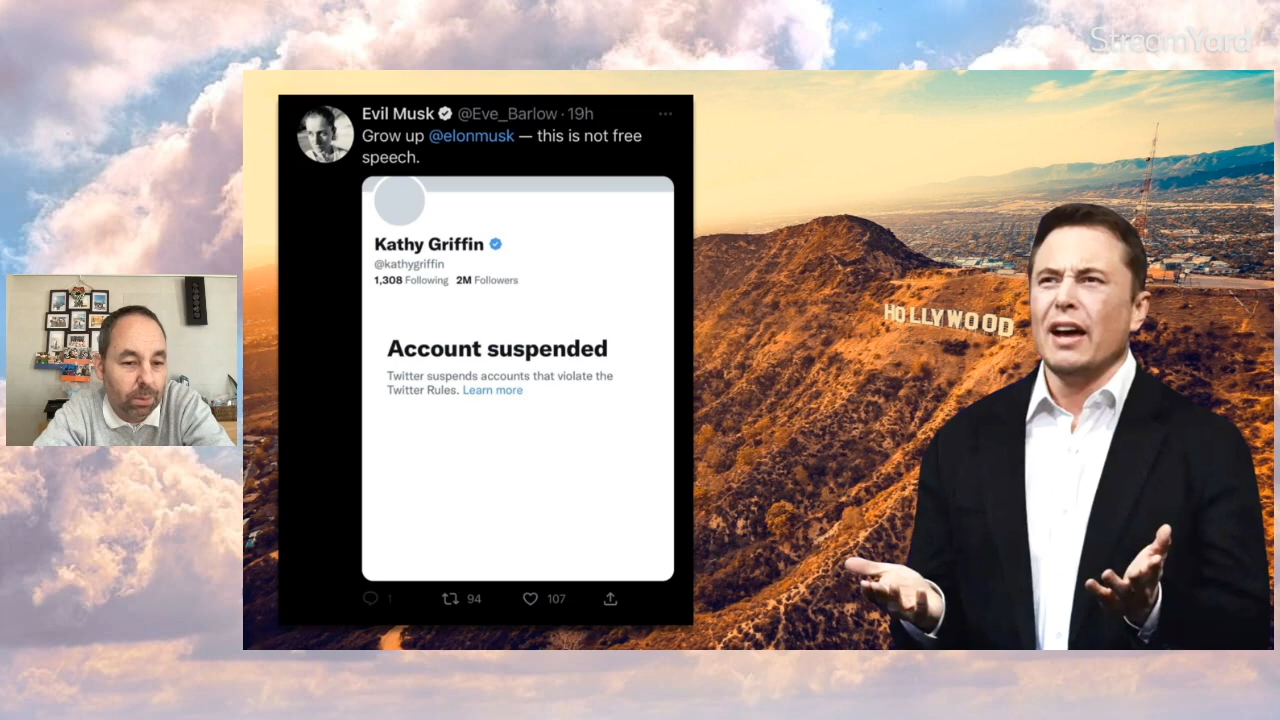 StreamYard
Evil Musk @Eve_Barlow · 19h
Grow up @elonmusk — this is not free
speech.
Kathy Griffin
@kathygriffin
1,308 Following 2M Followers
Account suspended
Twitter suspends accounts that violate the
Twitter Rules. Learn more
1 94 107
HOLLYWOOD